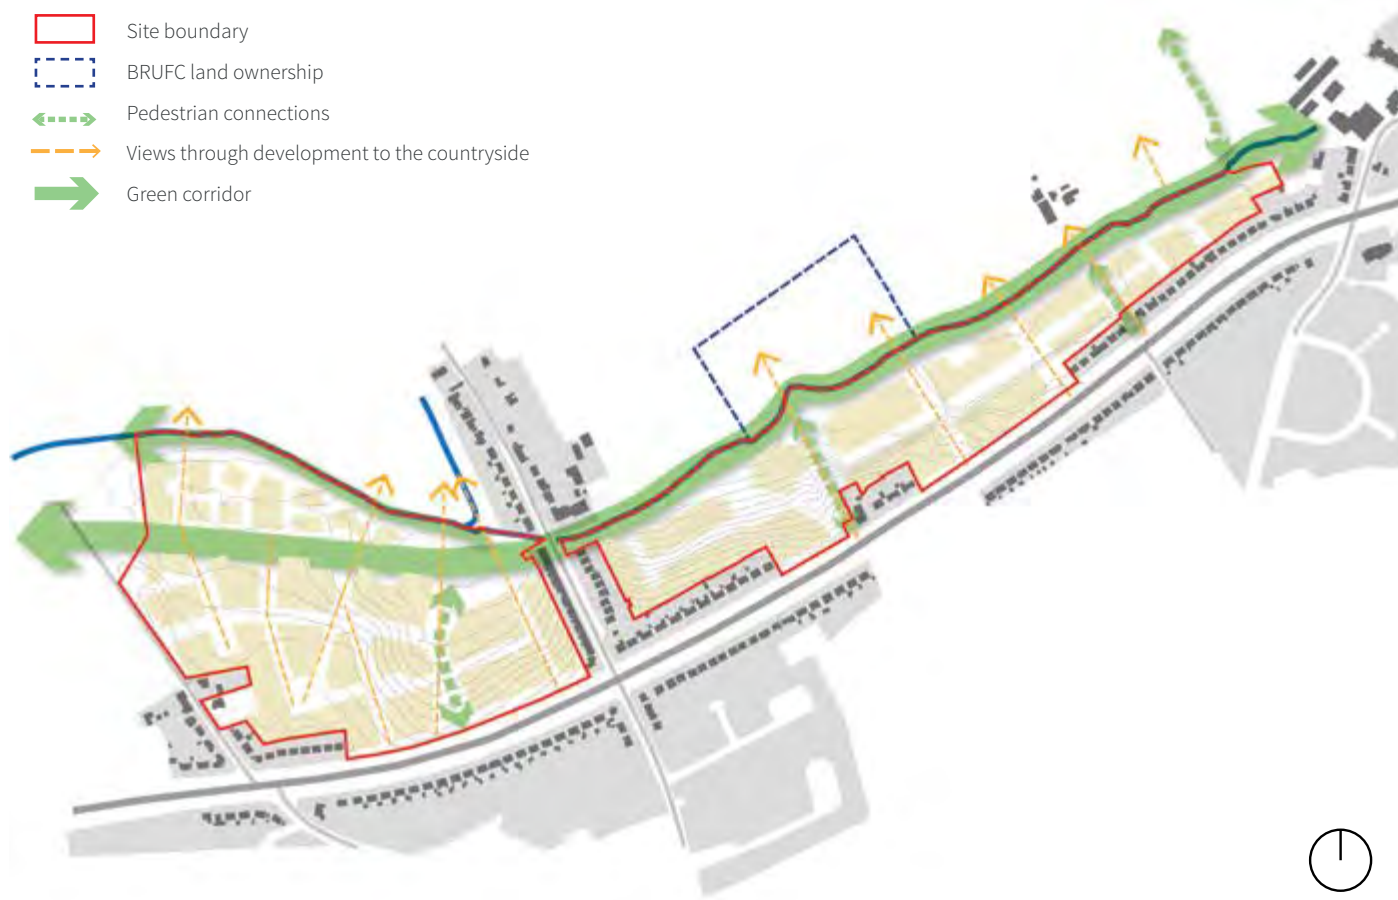 Site boundary
BRUFC land ownership
Pedestrian connections
Views through development to the countryside
Green corridor